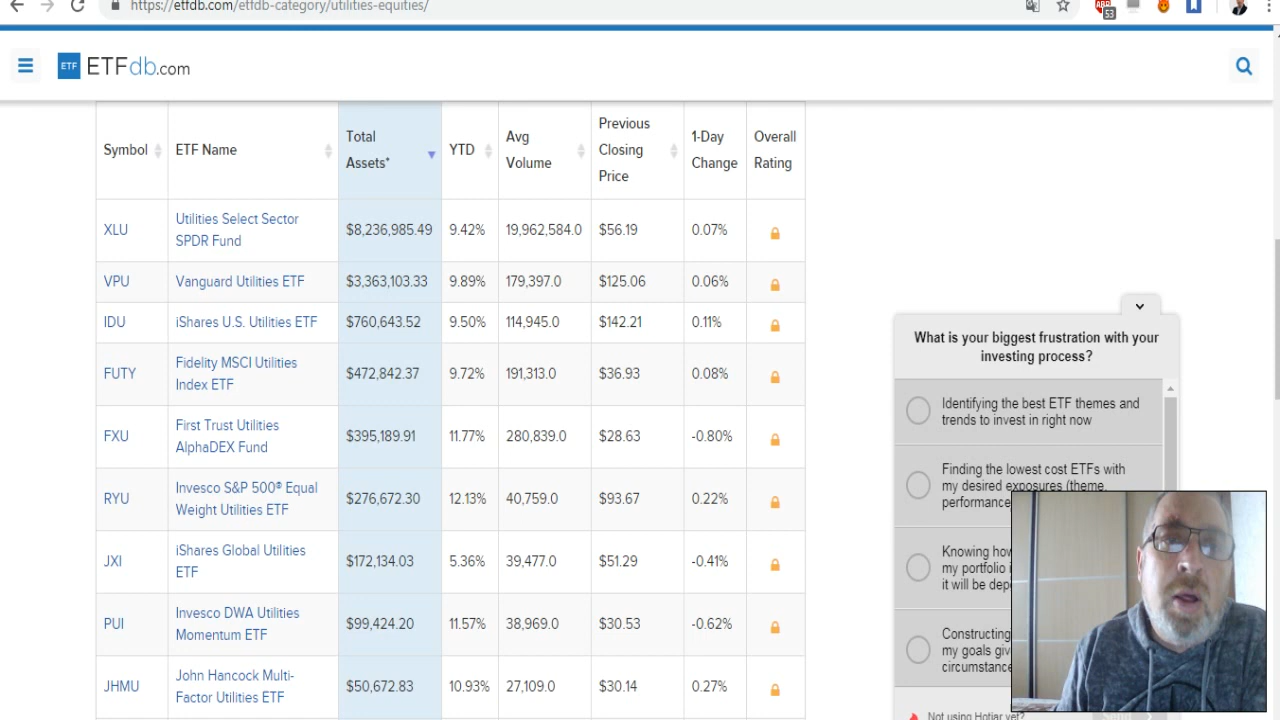 https://etfdb.com/etfdb-category/utilities-equities/
ABP
53
ETF ETFdb.com
Symbol
ETF Name
Total
Assets*
YTD
Avg
Volume
Previous
Closing
Price
1-Day
Change
Overall
Rating
XLU
Utilities Select Sector
SPDR Fund
$8,236,985.49
9.42%
19,962,584.0
$56.19
0.07%
VPU
Vanguard Utilities ETF
$3,363,103.33
9.89%
179,397.0
$125.06
0.06%
IDU
iShares U.S. Utilities ETF
$760,643.52
9.50%
114,945.0
$142.21
0.11%
FUTY
Fidelity MSCI Utilities
Index ETF
$472,842.37
9.72%
191,313.0
$36.93
0.08%
FXU
First Trust Utilities
AlphaDEX Fund
$395,189.91
11.77%
280,839.0
$28.63
-0.80%
RYU
Invesco S&P 500® Equal
Weight Utilities ETF
$276,672.30
12.13%
40,759.0
$93.67
0.22%
JXI
iShares Global Utilities
ETF
$172,134.03
5.36%
39,477.0
$51.29
-0.41%
PUI
Invesco DWA Utilities
Momentum ETF
$99,424.20
11.57%
38,969.0
$30.53
-0.62%
JHMU
John Hancock Multi-
Factor Utilities ETF
$50,672.83
10.93%
27,109.0
$30.14
0.27%
What is your biggest frustration with your
investing process?
Identifying the best ETF themes and
trends to invest in right now
Finding the lowest cost ETFs with
my desired exposures (theme,
performance
Knowing how
my portfolio
it will be dep
Constructing
my goals giv
circumstance
Not using Hotjar yet?